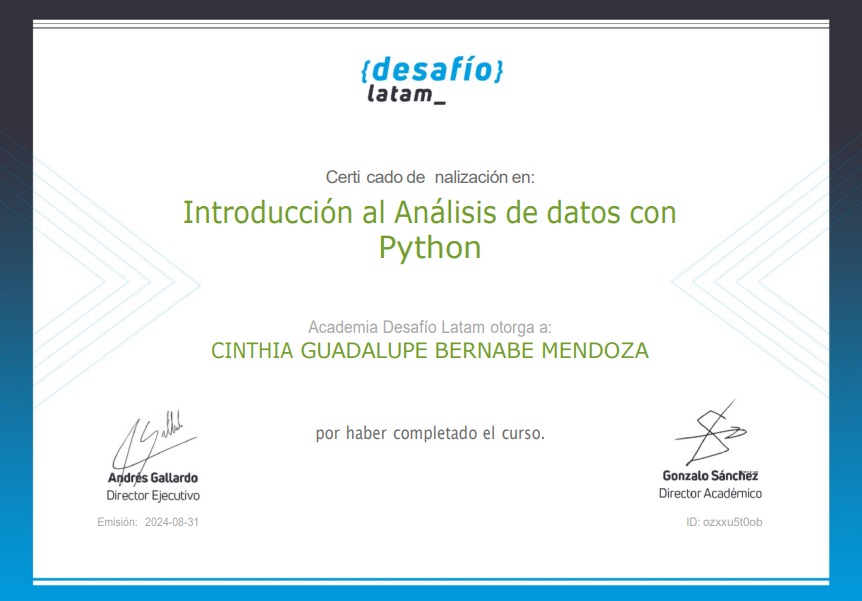 {desafío}
latam_
Certi cado de nalización en:
Introducción al Análisis de datos con
Python
Academia Desafío Latam otorga a:
CINTHIA GUADALUPE BERNABE MENDOZA
por haber completado el curso.
Andrés Gallardo
Director Ejecutivo
Emisión: 2024-08-31
Gonzalo Sánchez
Director Académico
ID: ozxxu5t0ob